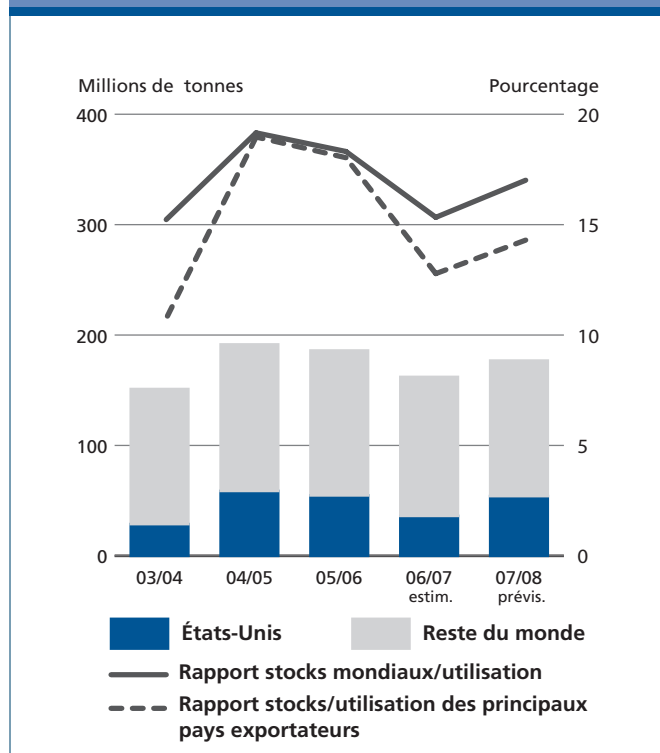 Millions de tonnes Pourcentage
400 20
300 15
200 10
100 5
0 0
03/04 04/05 05/06 06/07 07/08
estim. prévis.
États-Unis Reste du monde
Rapport stocks mondiaux/utilisation
Rapport stocks/utilisation des principaux
pays exportateurs